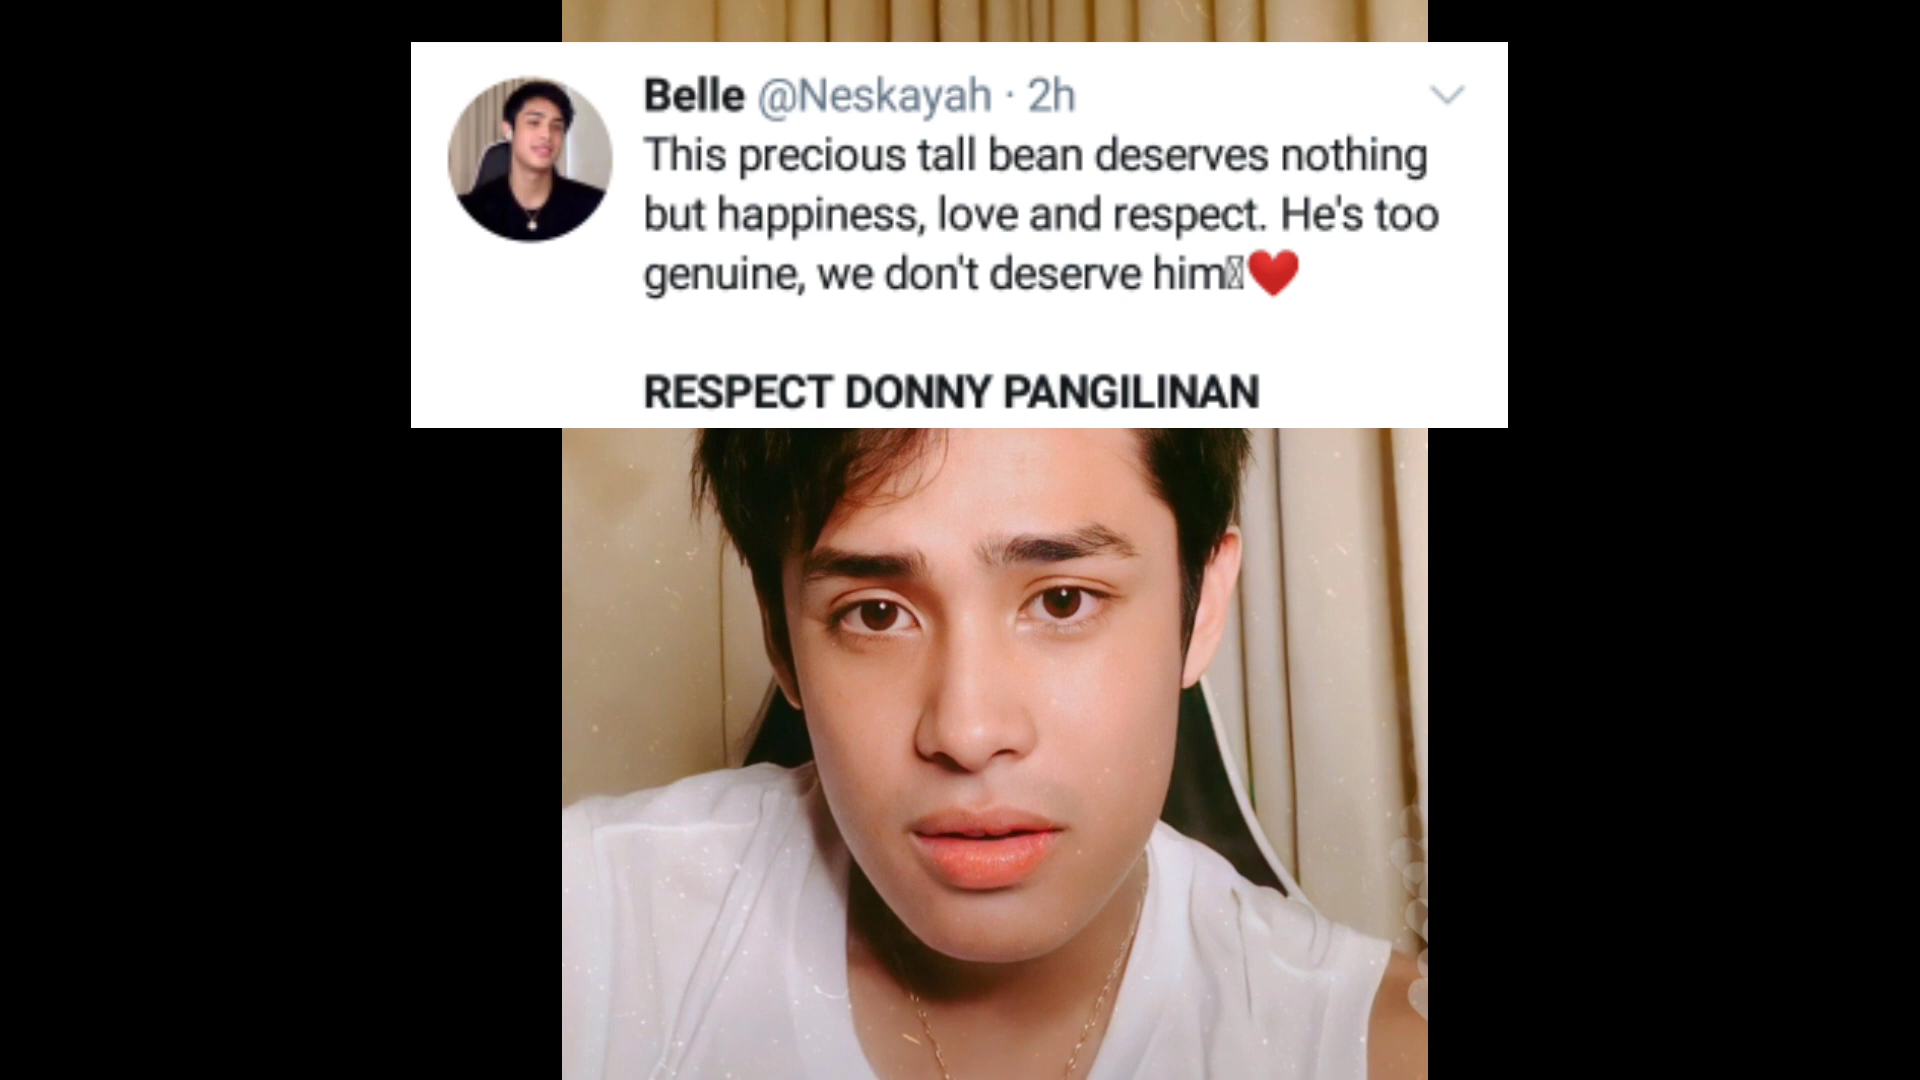 Belle @Neskayah · 2h
This precious tall bean deserves nothing
but happiness, love and respect. He's too
genuine, we don't deserve him❤️
RESPECT DONNY PANGILINAN